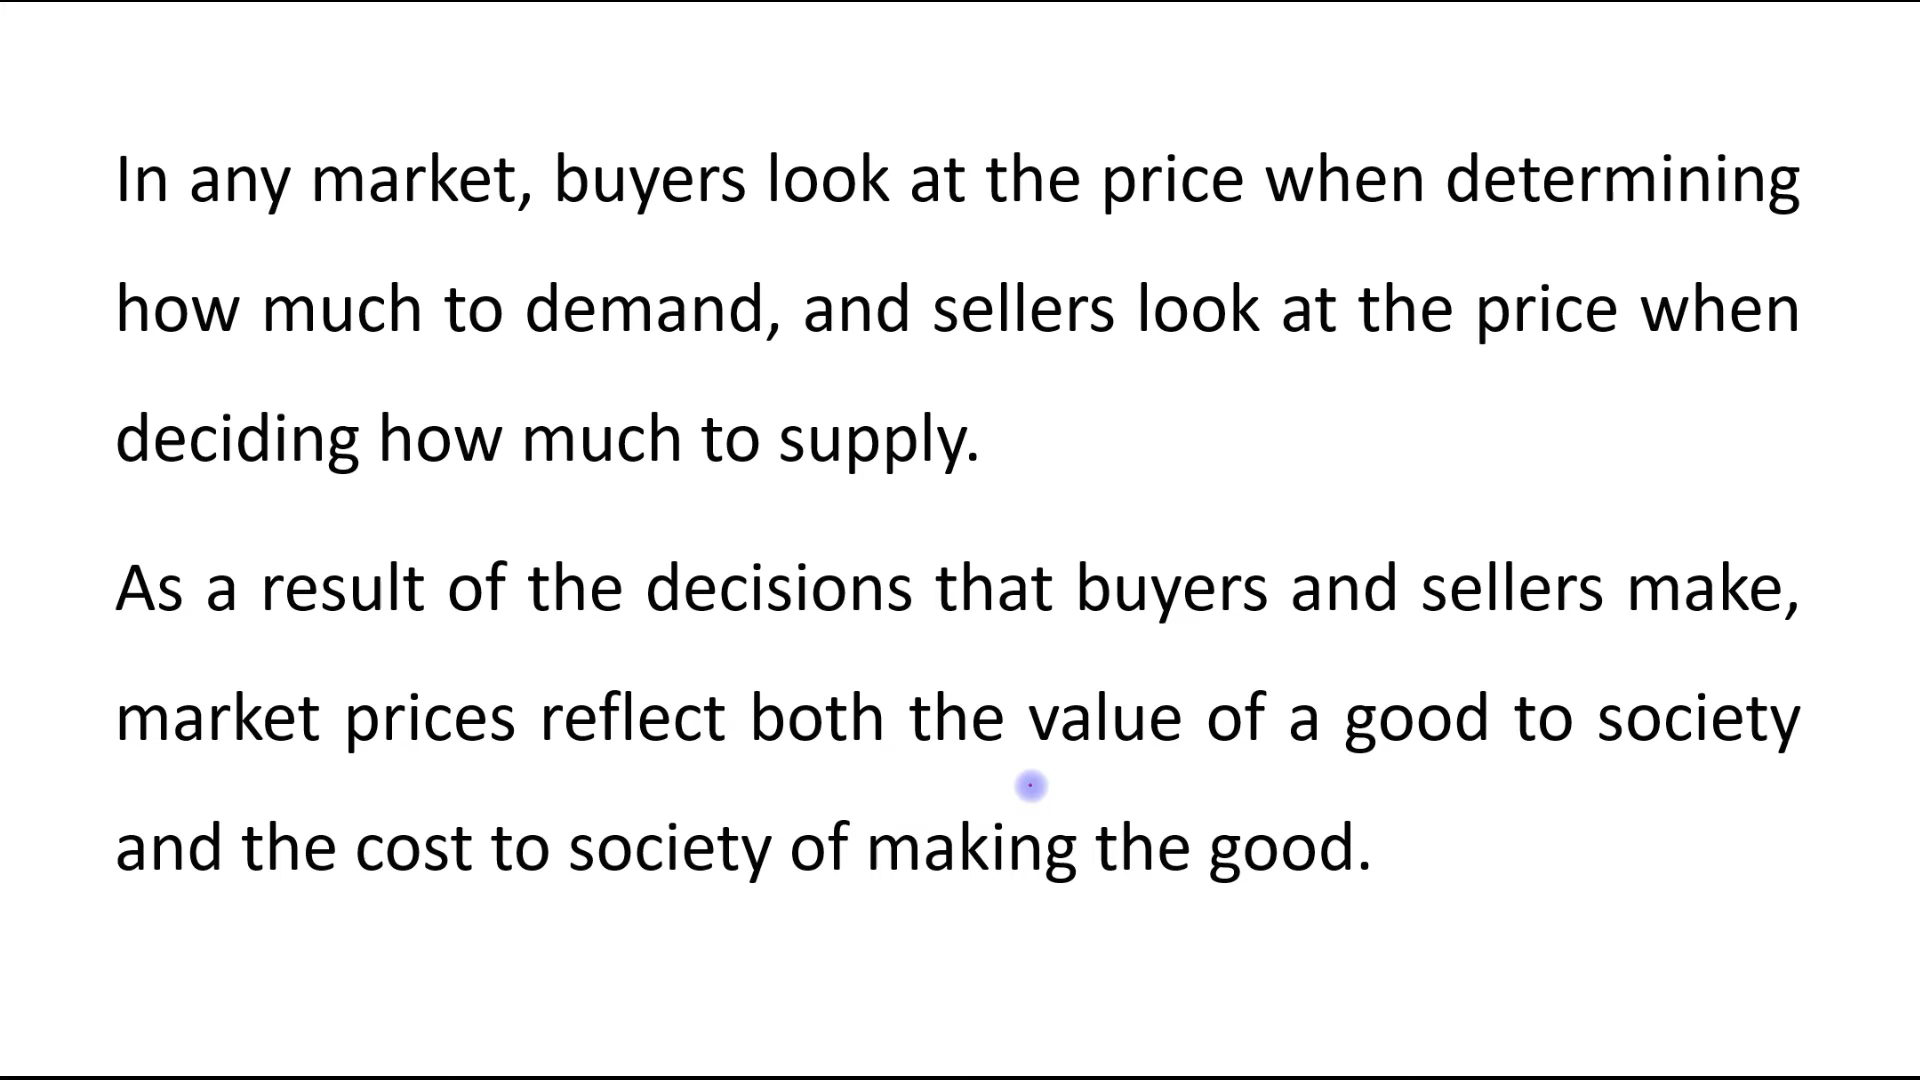 In any market, buyers look at the price when determining
how much to demand, and sellers look at the price when
deciding how much to supply.
As a result of the decisions that buyers and sellers make,
market prices reflect both the value of a good to society
and the cost to society of making the good.